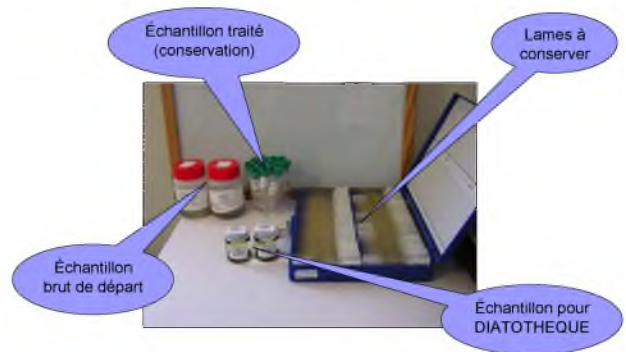 Échantillon traité
(conservation)
Lames à
conserver
Échantillon
brut de départ
Échantillon pour
DIATOTHEQUE